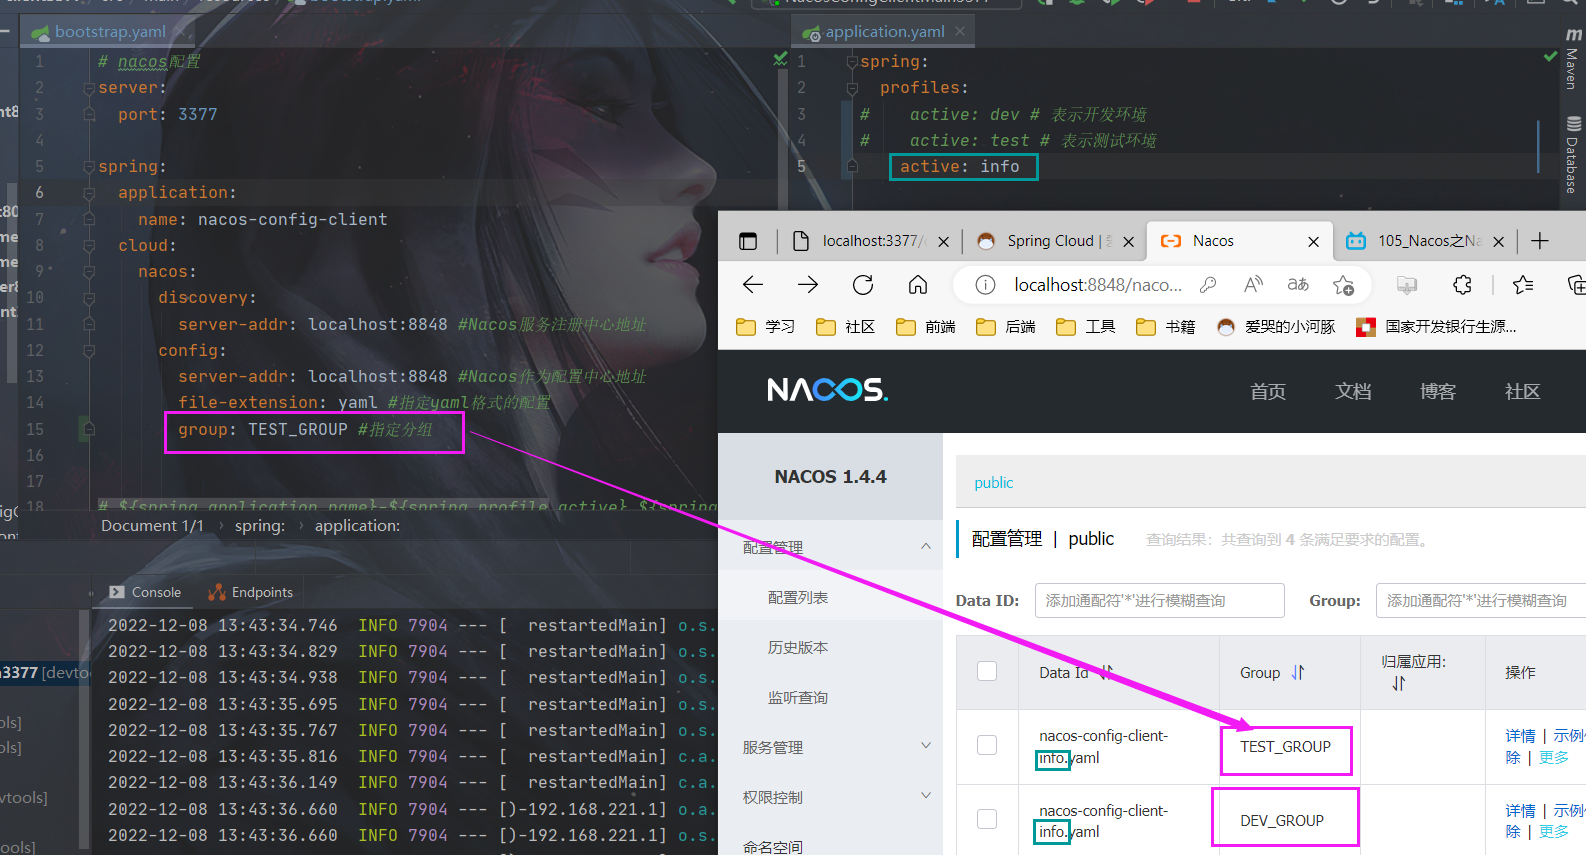 bootstrap.yaml
1 # nacos配置
2 server:
3 port: 3377
4
5 spring:
6 application:
7 name: nacos-config-client
8 cloud:
9 nacos:
10 discovery:
11 server-addr: localhost:8848 #Nacos服务注册中心地址
12 config:
13 server-addr: localhost:8848 #Nacos作为配置中心地址
14 file-extension: yaml #指定yaml格式的配置
15 group: TEST_GROUP #指定分组
16
17
18 # ${spring.application.name}-${spring.profile.active}.${spring
Document 1/1 › spring: › application:
application.yaml
1 spring:
2 profiles:
3 # active: dev # 表示开发环境
4 # active: test # 表示测试环境
5 active: info
Maven
Database
Console Endpoints
2022-12-08 13:43:34.746 INFO 7904 --- [ restartedMain] o.s.
2022-12-08 13:43:34.829 INFO 7904 --- [ restartedMain] o.s.
2022-12-08 13:43:34.938 INFO 7904 --- [ restartedMain] o.s.
2022-12-08 13:43:35.695 INFO 7904 --- [ restartedMain] o.s.
2022-12-08 13:43:35.767 INFO 7904 --- [ restartedMain] o.s.
2022-12-08 13:43:35.816 INFO 7904 --- [ restartedMain] c.a.
2022-12-08 13:43:36.149 INFO 7904 --- [ restartedMain] c.a.
2022-12-08 13:43:36.660 INFO 7904 --- [)-192.168.221.1] o.a.
2022-12-08 13:43:36.660 INFO 7904 --- [)-192.168.221.1] o.s.
3377 [devtoo
ols]
ols]
vtools]
ols]
localhost:3377/ Spring Cloud | Nacos 105_Nacos之Na
localhost:8848/naco...
学习 社区 前端 后端 工具 书籍 爱哭的小河豚 国家开发银行生源...
NACOS.
首页 文档 博客 社区
NACOS 1.4.4
配置管理
配置列表
历史版本
监听查询
服务管理
权限控制
命名空间
public
配置管理 | public 查询结果：共查询到 4 条满足要求的配置。
Data ID: 添加通配符'*'进行模糊查询 Group: 添加通配符'*'进行模糊查询
Data Id Group 归属应用: 操作
nacos-config-client-
info.yaml
TEST_GROUP
详情 | 示例
除 | 更多
nacos-config-client-
info.yaml
DEV_GROUP
详情 | 示例
除 | 更多